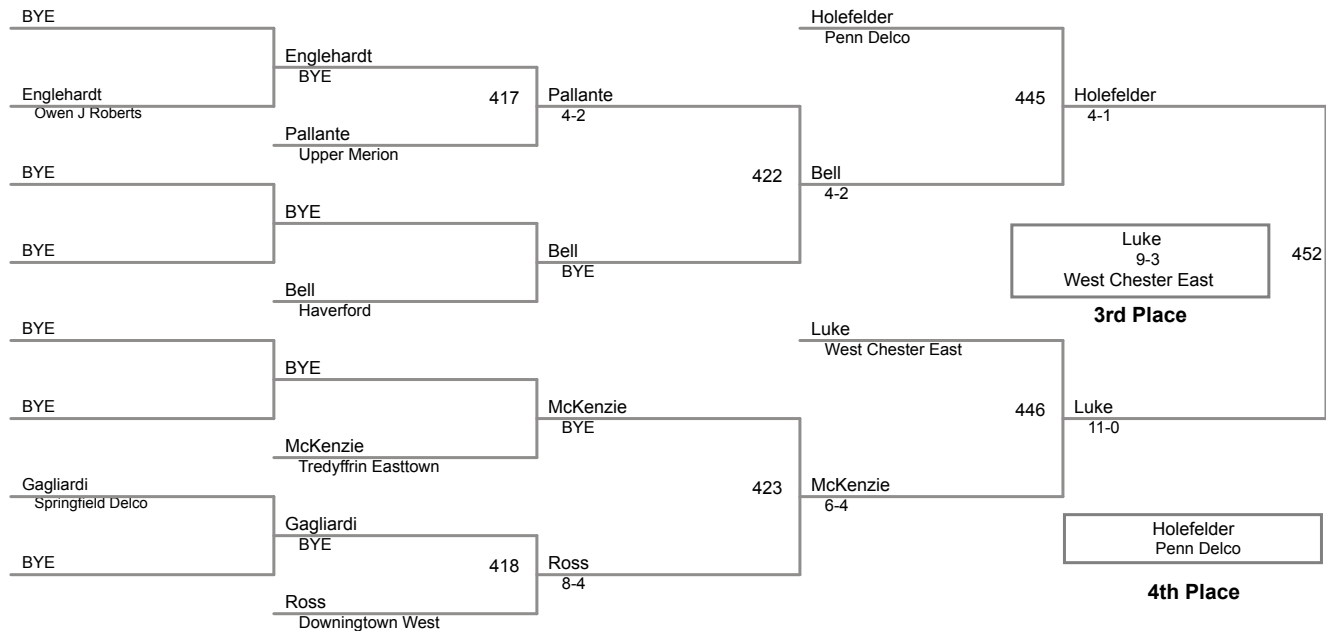 BYE
Holefelder
Penn Delco
Englehardt
BYE
Englehardt
Owen J Roberts
417
Pallante
4-2
445
Holefelder
4-1
Pallante
Upper Merion
BYE
422
Bell
4-2
BYE
BYE
Bell
BYE
Luke
9-3
West Chester East
452
Bell
Haverford
3rd Place
BYE
Luke
West Chester East
BYE
BYE
McKenzie
BYE
446
Luke
11-0
McKenzie
Tredyffrin Easttown
Gagliardi
Springfield Delco
423
McKenzie
6-4
Gagliardi
BYE
Holefelder
Penn Delco
BYE
418
Ross
8-4
4th Place
Ross
Downingtown West